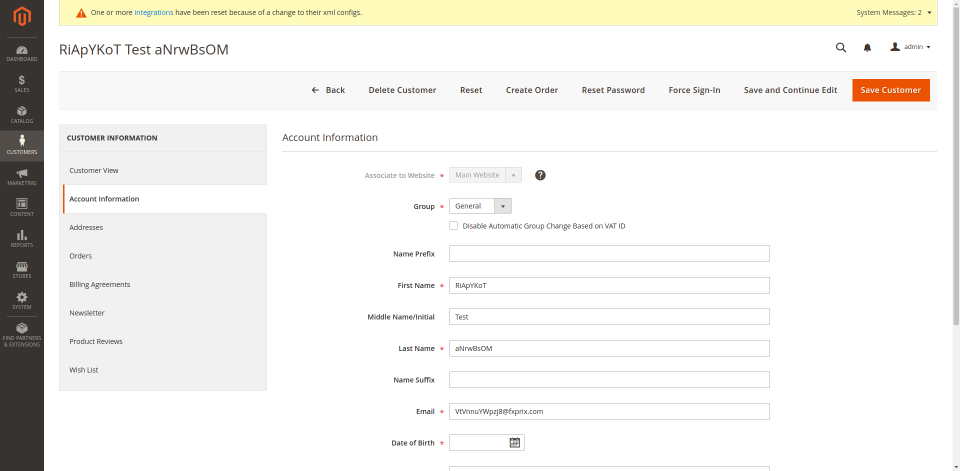 One or more Integrations have been reset because of a change to their xml configs.
System Messages: 2
RiApYKoT Test aNrwBsOM
admin
Back
Delete Customer
Reset
Create Order
Reset Password
Force Sign-In
Save and Continue Edit
Save Customer
DASHBOARD
SALES
CATALOG
CUSTOMERS
MARKETING
CONTENT
REPORTS
STORES
SYSTEM
FIND PARTNERS
& EXTENSIONS
CUSTOMER INFORMATION
Customer View
Account Information
Addresses
Orders
Billing Agreements
Newsletter
Product Reviews
Wish List
Account Information
Associate to Website * Main Website ?
Group * General
Disable Automatic Group Change Based on VAT ID
Name Prefix
First Name * RiApYKoT
Middle Name/Initial Test
Last Name * aNrwBsOM
Name Suffix
Email * VtVnnuYWpzJ8@fxprix.com
Date of Birth *